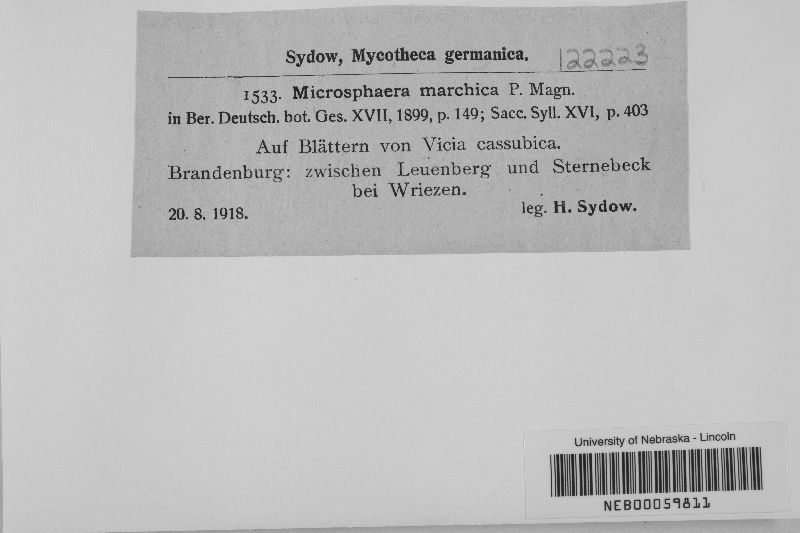 Sydow, Mycotheca germanica. 122223
1533. Microsphaera marchica P. Magn.
in Ber. Deutsch. bot. Ges. XVII, 1899, p. 149; Sacc. Syll. XVI, p. 403
Auf Blättern von Vicia cassubica.
Brandenburg: zwischen Leuenberg und Sternebeck
bei Wriezen.
20. 8. 1918. leg. H. Sydow.
University of Nebraska - Lincoln
NEB00059811